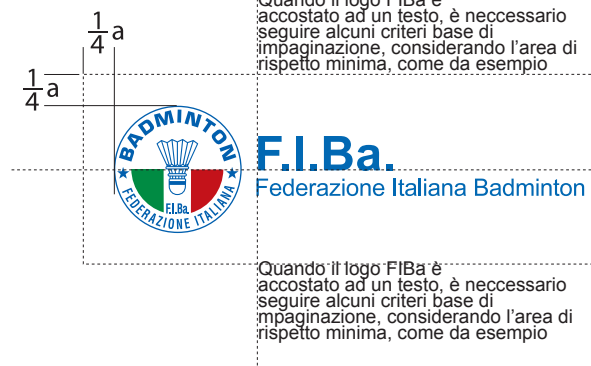 Quando il logo FIBa è
accostato ad un testo, è neccessario
seguire alcuni criteri base di
impaginazione, considerando l'area di
rispetto minima, come da esempio
1/4 a
1/4 a
BADMINTON
F.I.Ba.
FEDERAZIONE ITALIANA
F.I.Ba.
Federazione Italiana Badminton
Quando il logo FIBa è
accostato ad un testo, è neccessario
seguire alcuni criteri base di
mpaginazione, considerando l'area di
rispetto minima, come da esempio